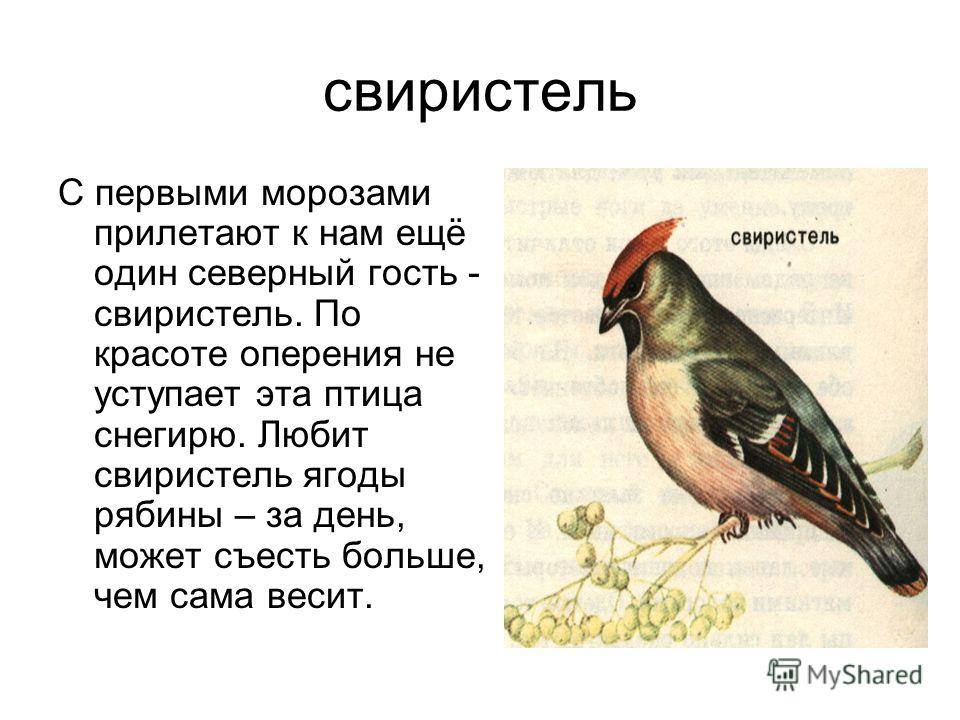 свиристель
С первыми морозами
прилетают к нам ещё
один северный гость -
свиристель. По
красоте оперения не
уступает эта птица
снегирю. Любит
свиристель ягоды
рябины – за день,
может съесть больше,
чем сама весит.
свиристель
MyShared